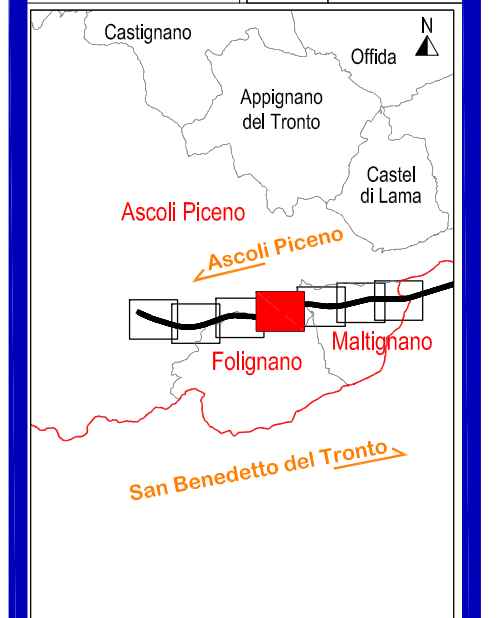 N
Castignano
Offida
Appignano
del Tronto
Castel
di Lama
Ascoli Piceno
Ascoli Piceno
Maltignano
Folignano
San Benedetto del Tronto